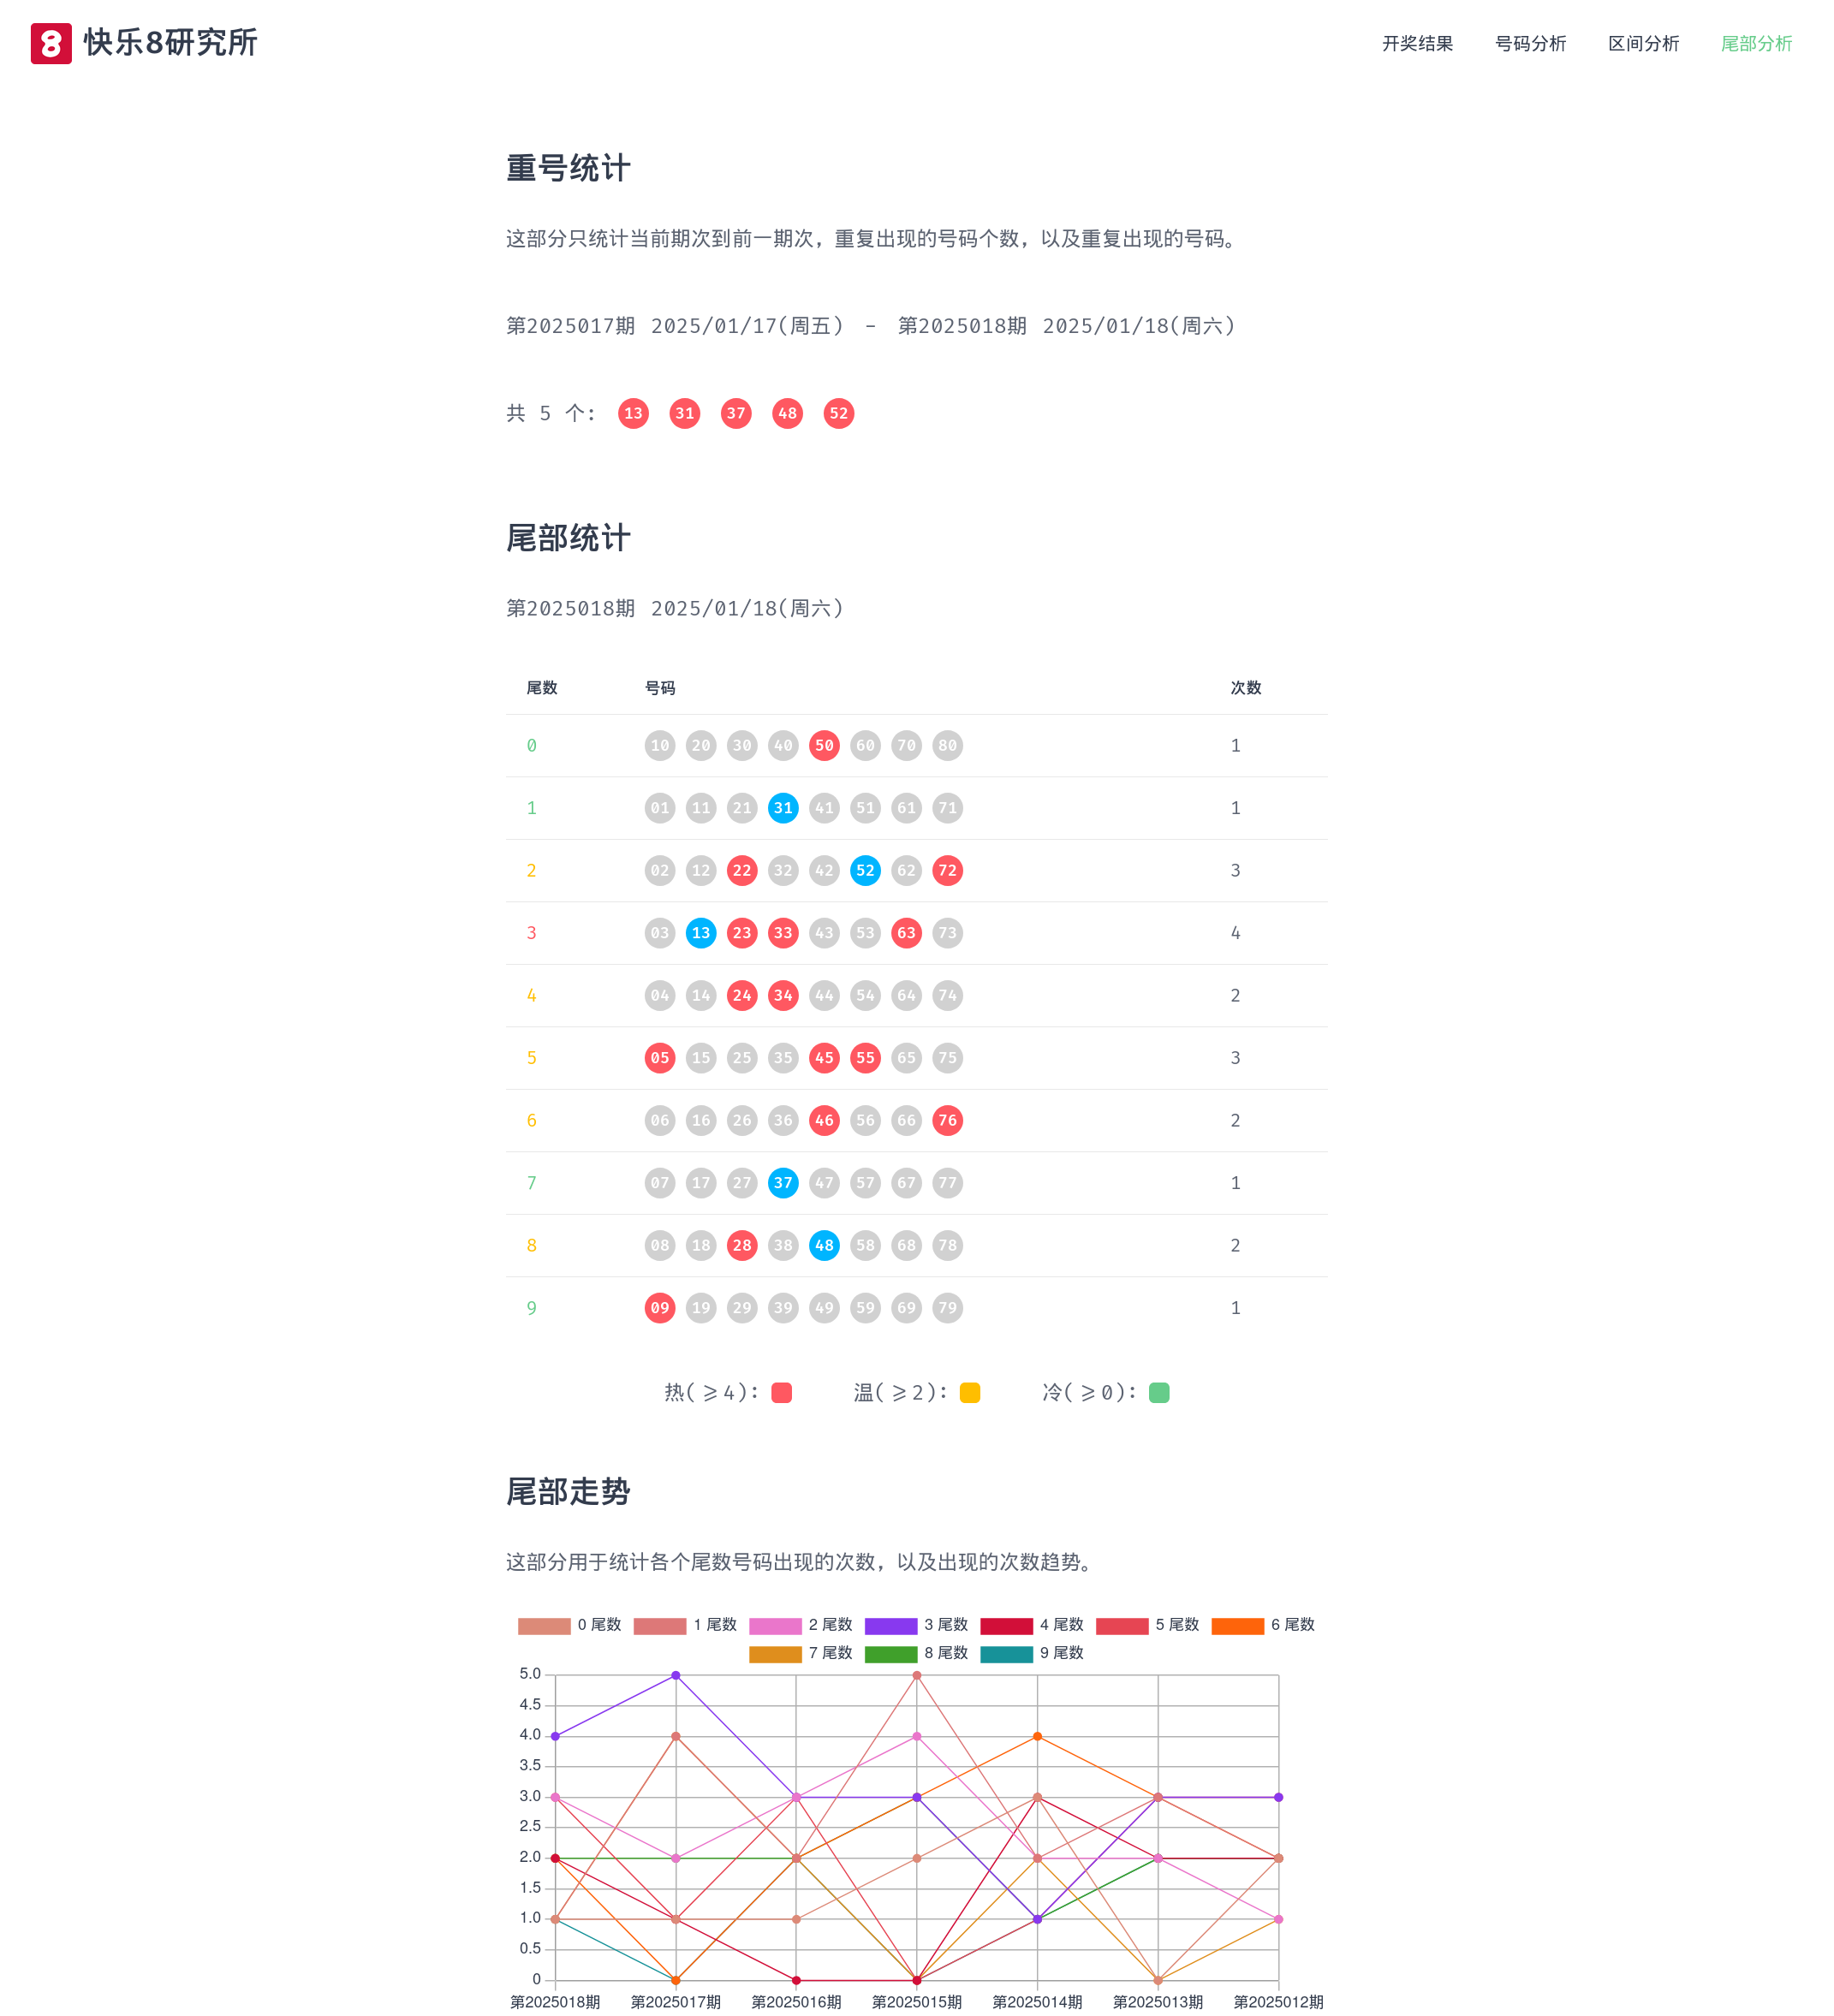 快乐8研究所
开奖结果 号码分析 区间分析 尾部分析
重号统计
这部分只统计当前期次到前一期次，重复出现的号码个数，以及重复出现的号码。
第2025017期 2025/01/17(周五) - 第2025018期 2025/01/18(周六)
共 5 个: 13 31 37 48 52
尾部统计
第2025018期 2025/01/18(周六)
尾数 号码 次数
0 10 20 30 40 50 60 70 80 1
1 01 11 21 31 41 51 61 71 1
2 02 12 22 32 42 52 62 72 3
3 03 13 23 33 43 53 63 73 4
4 04 14 24 34 44 54 64 74 2
5 05 15 25 35 45 55 65 75 3
6 06 16 26 36 46 56 66 76 2
7 07 17 27 37 47 57 67 77 1
8 08 18 28 38 48 58 68 78 2
9 09 19 29 39 49 59 69 79 1
热(≥4): 温(≥2): 冷(≥0):
尾部走势
这部分用于统计各个尾数号码出现的次数，以及出现的次数趋势。
0 尾数 1 尾数 2 尾数 3 尾数 4 尾数 5 尾数 6 尾数
7 尾数 8 尾数 9 尾数
5.0
4.5
4.0
3.5
3.0
2.5
2.0
1.5
1.0
0.5
0
第2025018期 第2025017期 第2025016期 第2025015期 第2025014期 第2025013期 第2025012期